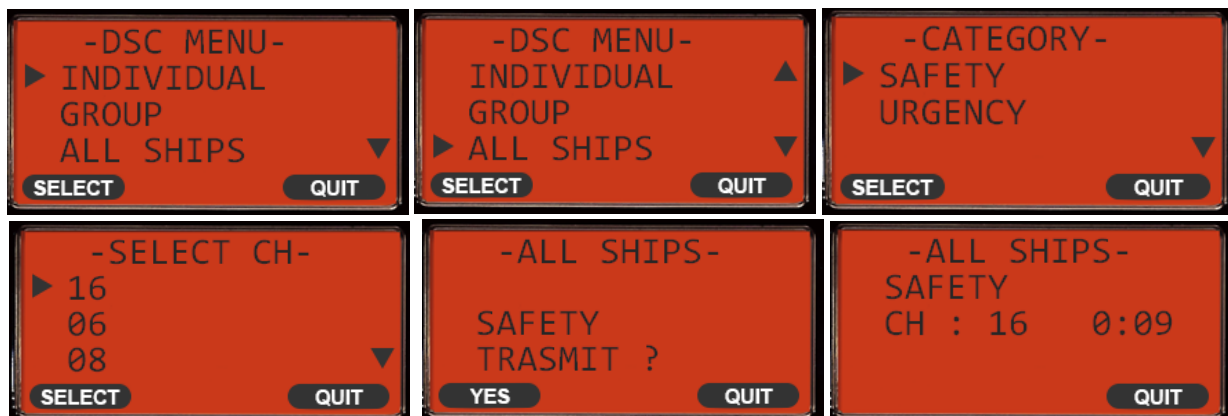 -DSC MENU-
INDIVIDUAL
GROUP
ALL SHIPS
SELECT QUIT
-DSC MENU-
INDIVIDUAL
GROUP
ALL SHIPS
SELECT QUIT
-CATEGORY-
SAFETY
URGENCY
SELECT QUIT
-SELECT CH-
16
06
08
SELECT QUIT
-ALL SHIPS-
SAFETY
TRASMIT ?
YES QUIT
-ALL SHIPS-
SAFETY
CH : 16 0:09
QUIT